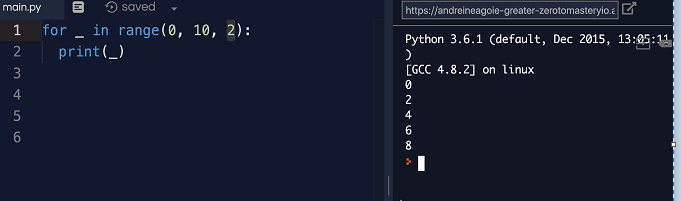 main.py
saved
https://andreineagoie-greater-zerotomasteryio.a
1 for _ in range(0, 10, 2):
2 print(_)
3
4
5
6
Python 3.6.1 (default, Dec 2015, 13:05:11
)
[GCC 4.8.2] on linux
0
2
4
6
8